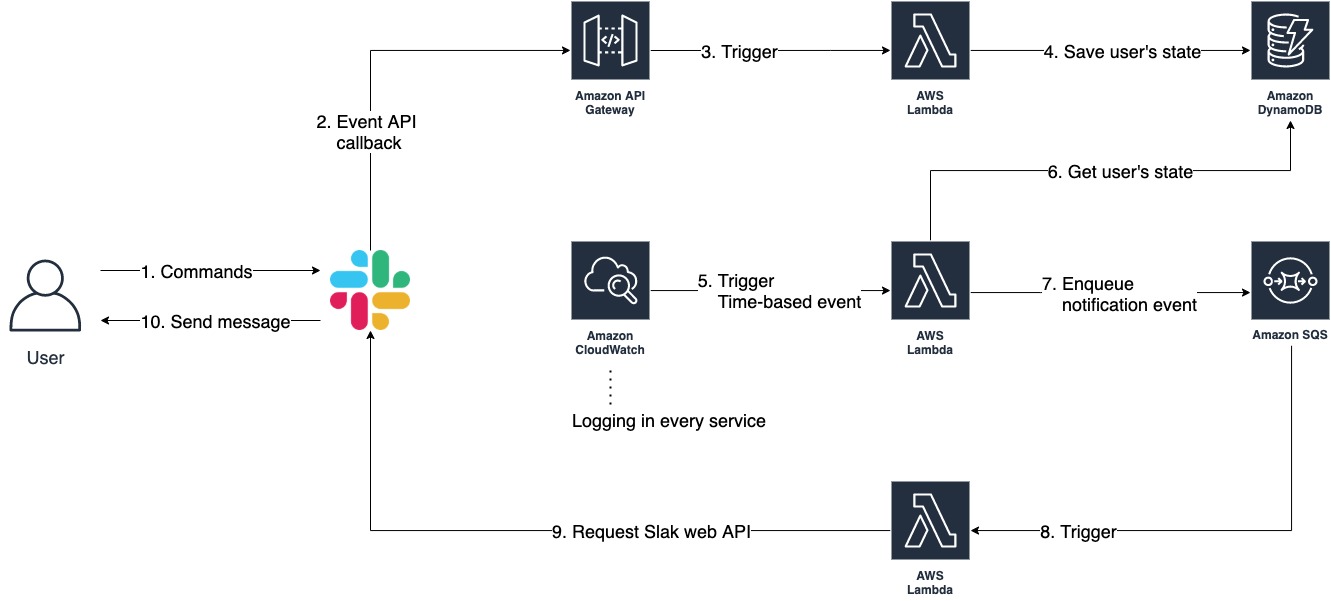 Amazon API
Gateway
3. Trigger
AWS
Lambda
4. Save user's state
Amazon
DynamoDB
2. Event API
callback
6. Get user's state
1. Commands
10. Send message
User
Amazon
CloudWatch
5. Trigger
Time-based event
AWS
Lambda
7. Enqueue
notification event
Amazon SQS
Logging in every service
9. Request Slak web API
AWS
Lambda
8. Trigger